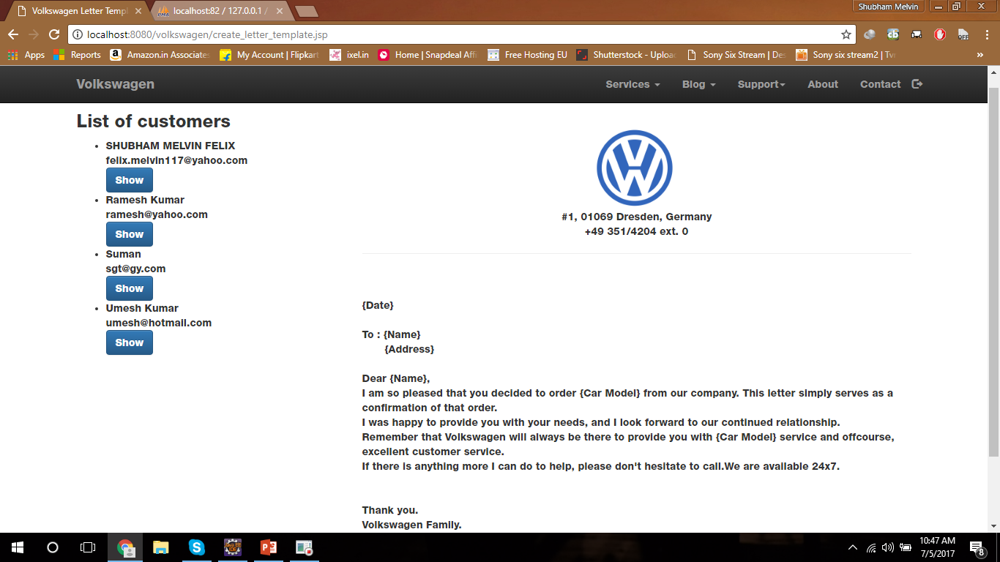 Volkswagen Letter Templ
localhost:82 / 127.0.0.1 /
Shubham Melvin
localhost:8080/volkswagen/create_letter_template.jsp
OFF
Apps
Reports
Amazon.in Associates
My Account | Flipkart
ixel.in
Home | Snapdeal Affi
Free Hosting EU
Shutterstock - Uploa
Sony Six Stream | Des
Sony six stream2 | Tv
»
Volkswagen
Services
Blog
Support
About
Contact
List of customers
• SHUBHAM MELVIN FELIX
felix.melvin117@yahoo.com
Show
• Ramesh Kumar
ramesh@yahoo.com
Show
• Suman
sgt@gy.com
Show
• Umesh Kumar
umesh@hotmail.com
Show
#1, 01069 Dresden, Germany
+49 351/4204 ext. 0
{Date}
To : {Name}
{Address}
Dear {Name},
I am so pleased that you decided to order {Car Model} from our company. This letter simply serves as a
confirmation of that order.
I was happy to provide you with your needs, and I look forward to our continued relationship.
Remember that Volkswagen will always be there to provide you with {Car Model} service and offcourse,
excellent customer service.
If there is anything more I can do to help, please don't hesitate to call.We are available 24x7.
Thank you.
Volkswagen Family.
10:47 AM
7/5/2017
8